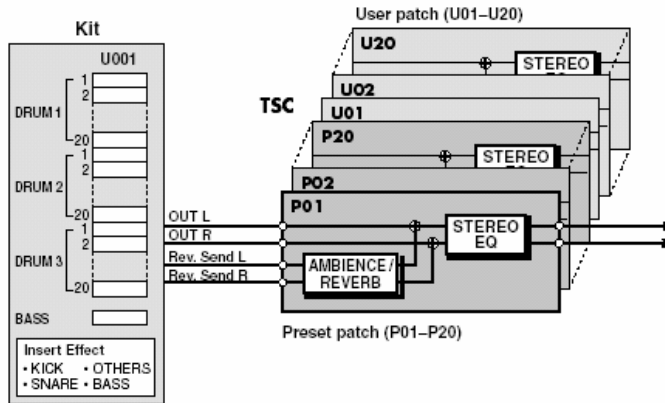 User patch (U01–U20)
Kit
U001
DRUM 1
1
2
20
DRUM 2
1
2
20
DRUM 3
1
2
20
BASS
Insert Effect
• KICK • OTHERS
• SNARE • BASS
OUT L
OUT R
Rev. Send L
Rev. Send R
TSC
U20
STEREO
U02
U01
P20
STEREO
P02
P01
STEREO
EQ
AMBIENCE /
REVERB
Preset patch (P01–P20)